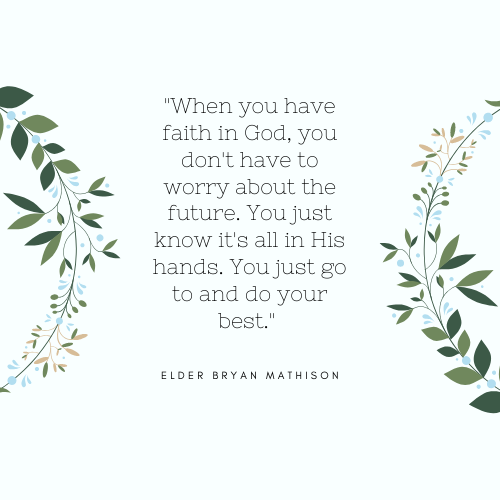 "When you have
faith in God, you
don't have to
worry about the
future. You just
know it's all in His
hands. You just go
to and do your
best."
ELDER BRYAN MATHISON